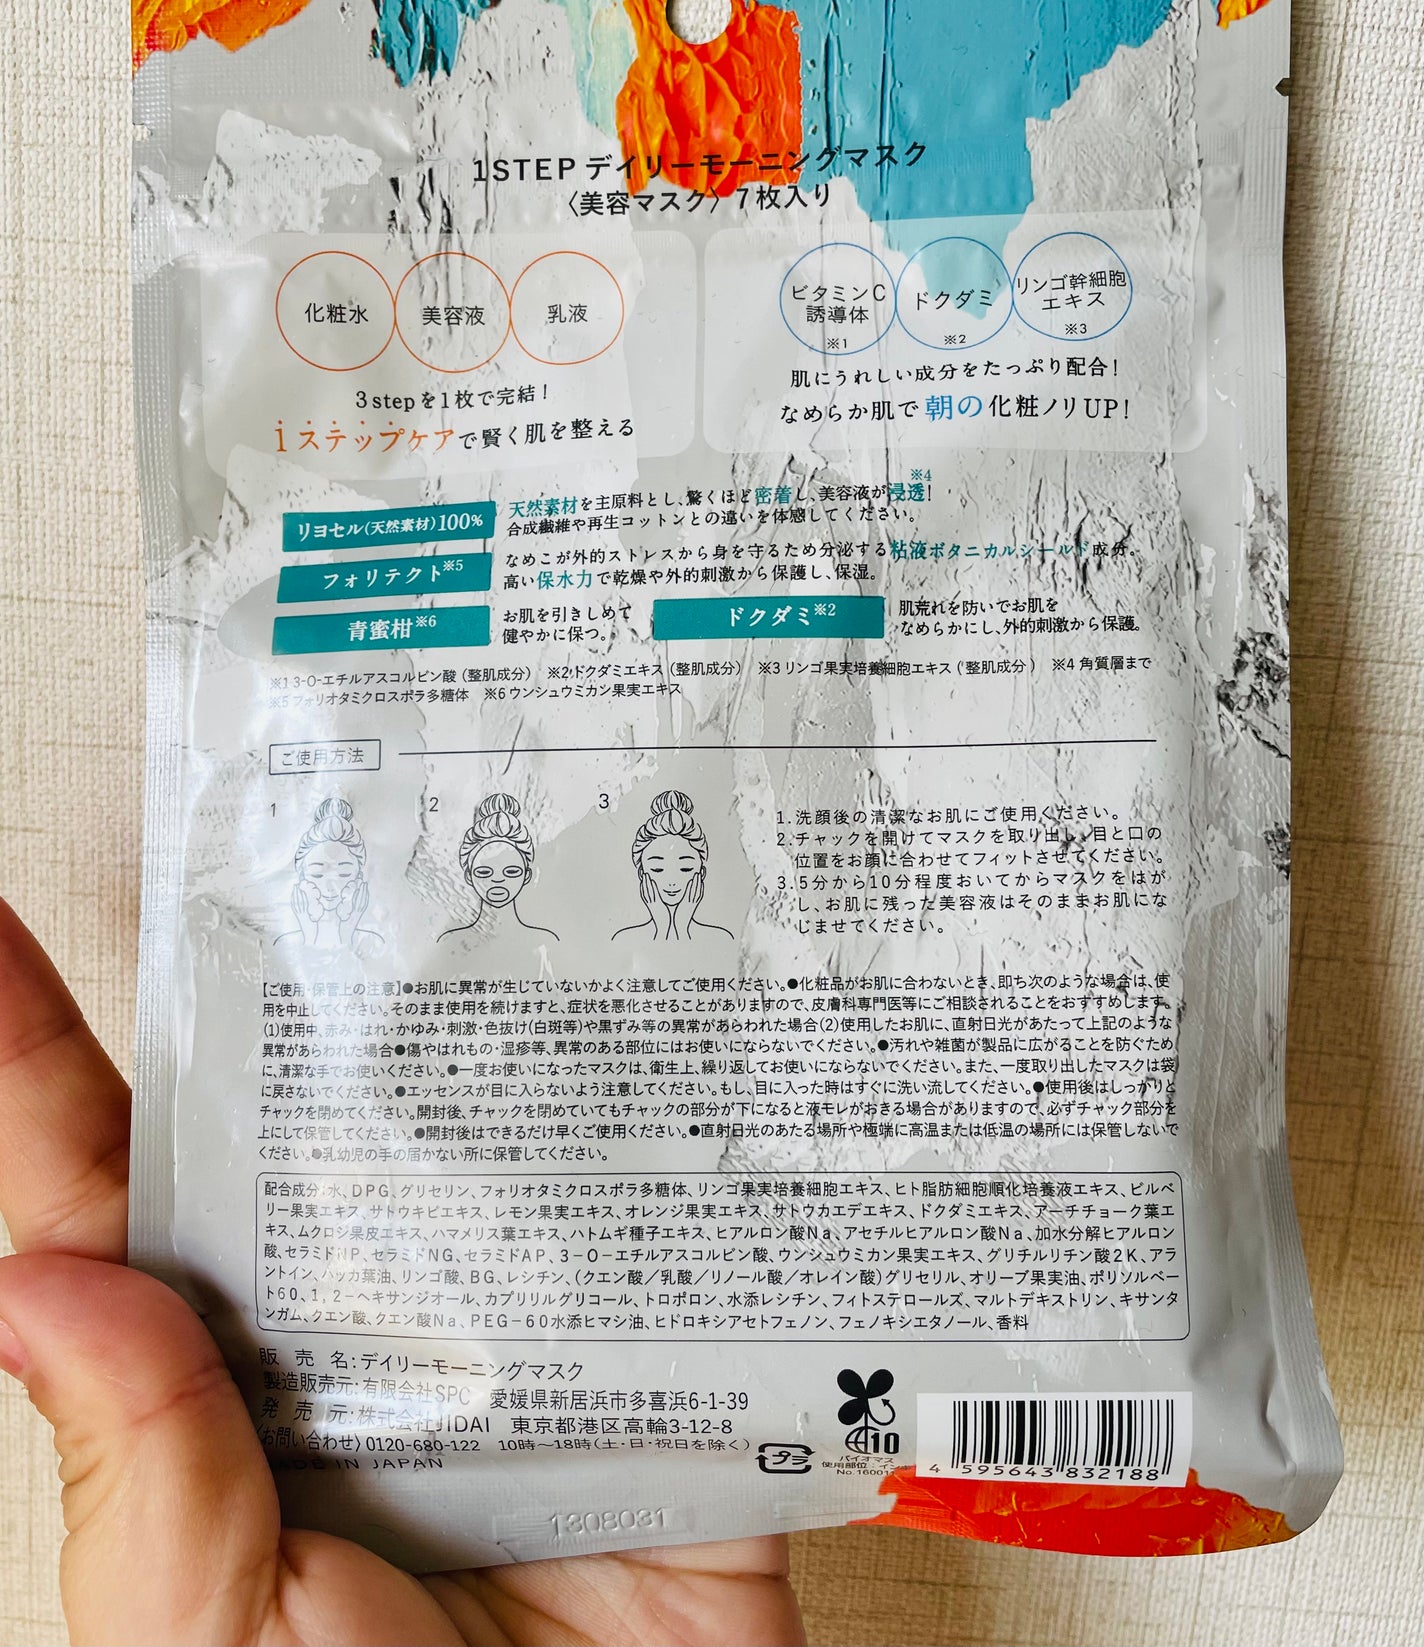 1STEP デイリーモーニングマスク
〈美容マスク〉7枚入り
化粧水
美容液
乳液
3stepを1枚で完結!
1ステップケアで賢く肌を整える
ビタミンC
誘導体
※1
ドクダミ
※2
リンゴ幹細胞
エキス
※3
肌にうれしい成分をたっぷり配合!
なめらか肌で朝の化粧ノリUP!
リヨセル(天然素材)100%
※4
天然素材を主原料とし、驚くほど密着し、美容液が浸透!
合成繊維や再生コットンとの違いを体感してください。
フォリテクト※5
なめこが外的ストレスから身を守るため分泌する粘液ボタニカルシールド成分。
高い保水力で乾燥や外的刺激から保護し、保湿。
青蜜柑※6
お肌を引きしめて
健やかに保つ。
ドクダミ※2
肌荒れを防いでお肌を
なめらかにし、外的刺激から保護。
※1 3-O-エチルアスコルビン酸(整肌成分) ※2 ドクダミエキス(整肌成分) ※3 リンゴ果実培養細胞エキス(整肌成分) ※4 角質層まで
※5 フォリオタミクロスポラ多糖体 ※6 ウンシュウミカン果実エキス
ご使用方法
1
2
3
1.洗顔後の清潔なお肌にご使用ください。
2.チャックを開けてマスクを取り出し、目と口の
位置をお顔に合わせてフィットさせてください。
3.5分から10分程度おいてからマスクをはが
し、お肌に残った美容液はそのままお肌にな
じませてください。
【ご使用・保管上の注意】●お肌に異常が生じていないかよく注意してご使用ください。●化粧品がお肌に合わないとき、即ち次のような場合は、使
用を中止してください。そのまま使用を続けますと、症状を悪化させることがありますので、皮膚科専門医等にご相談されることをおすすめします。
(1)使用中、赤み・はれ・かゆみ・刺激・色抜け(白斑等)や黒ずみ等の異常があらわれた場合(2)使用したお肌に、直射日光があたって上記のような
異常があらわれた場合●傷やはれもの・湿疹等、異常のある部位にはお使いにならないでください。●汚れや雑菌が製品に広がることを防ぐため
に、清潔な手でお使いください。●一度お使いになったマスクは、衛生上、繰り返してお使いにならないでください。また、一度取り出したマスクは袋
に戻さないでください。●エッセンスが目に入らないよう注意してください。もし、目に入った時はすぐに洗い流してください。●使用後はしっかりと
チャックを閉めてください。開封後、チャックを閉めていてもチャックの部分が下になると液モレがおきる場合がありますので、必ずチャック部分を
上にして保管してください。●開封後はできるだけ早くご使用ください。●直射日光のあたる場所や極端に高温または低温の場所には保管しないで
ください。●乳幼児の手の届かない所に保管してください。
配合成分:水、DPG、グリセリン、フォリオタミクロスポラ多糖体、リンゴ果実培養細胞エキス、ヒト脂肪細胞順化培養液エキス、ビルベ
リー果実エキス、サトウキビエキス、レモン果実エキス、オレンジ果実エキス、サトウカエデエキス、ドクダミエキス、アーチチョーク葉エ
キス、ムクロジ果皮エキス、ハマメリス葉エキス、ハトムギ種子エキス、ヒアルロン酸Na、アセチルヒアルロン酸Na、加水分解ヒアルロン
酸、セラミドNP、セラミドNG、セラミドAP、3-O-エチルアスコルビン酸、ウンシュウミカン果実エキス、グリチルリチン酸2K、アラ
ントイン、ハッカ葉油、リンゴ酸、BG、レシチン、(クエン酸/乳酸/リノール酸/オレイン酸)グリセリル、オリーブ果実油、ポリソルベー
ト60、1,2-ヘキサンジオール、カプリリルグリコール、トロポロン、水添レシチン、フィトステロールズ、マルトデキストリン、キサンタ
ンガム、クエン酸、クエン酸Na、PEG-60水添ヒマシ油、ヒドロキシアセトフェノン、フェノキシエタノール、香料
販売名:デイリーモーニングマスク
製造販売元:有限会社SPC 愛媛県新居浜市多喜浜6-1-39
発売元:株式会社JIDAI 東京都港区高輪3-12-8
〈お問い合わせ〉0120-680-122 10時〜18時(土・日・祝日を除く)
MADE IN JAPAN
プラ
10
バイオマス
使用部位:イン
No.16001
4 595643 832188
1308031